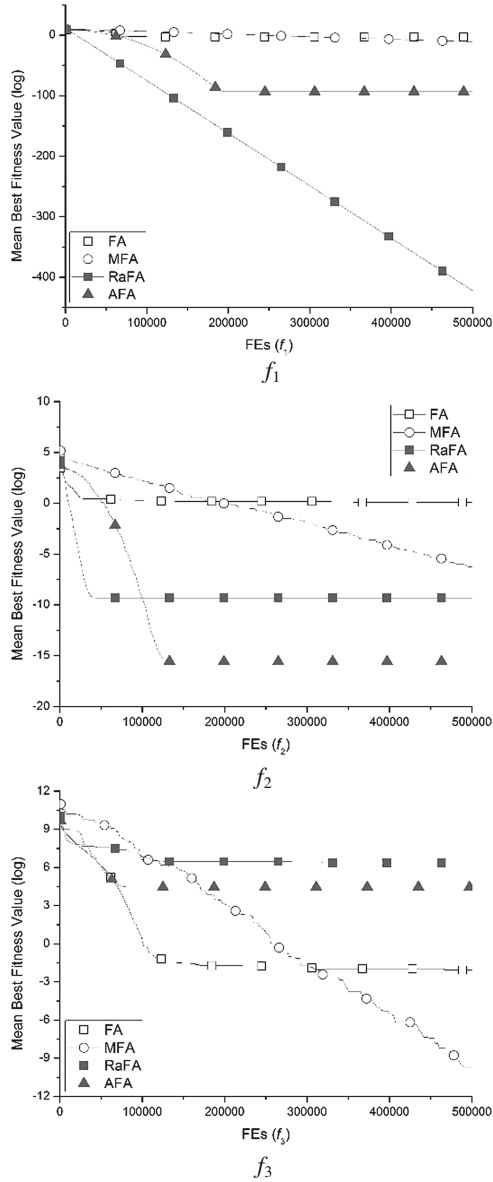 Mean Best Fitness Value (log)
0
-100
-200
-300
-400
FA
MFA
RaFA
AFA
0 100000 200000 300000 400000 500000
FEs (f1)
f1
Mean Best Fitness Value (log)
10
5
0
-5
-10
-15
-20
FA
MFA
RaFA
AFA
0 100000 200000 300000 400000 500000
FEs (f2)
f2
Mean Best Fitness Value (log)
12
9
6
3
0
-3
-6
-9
-12
FA
MFA
RaFA
AFA
0 100000 200000 300000 400000 500000
FEs (f3)
f3